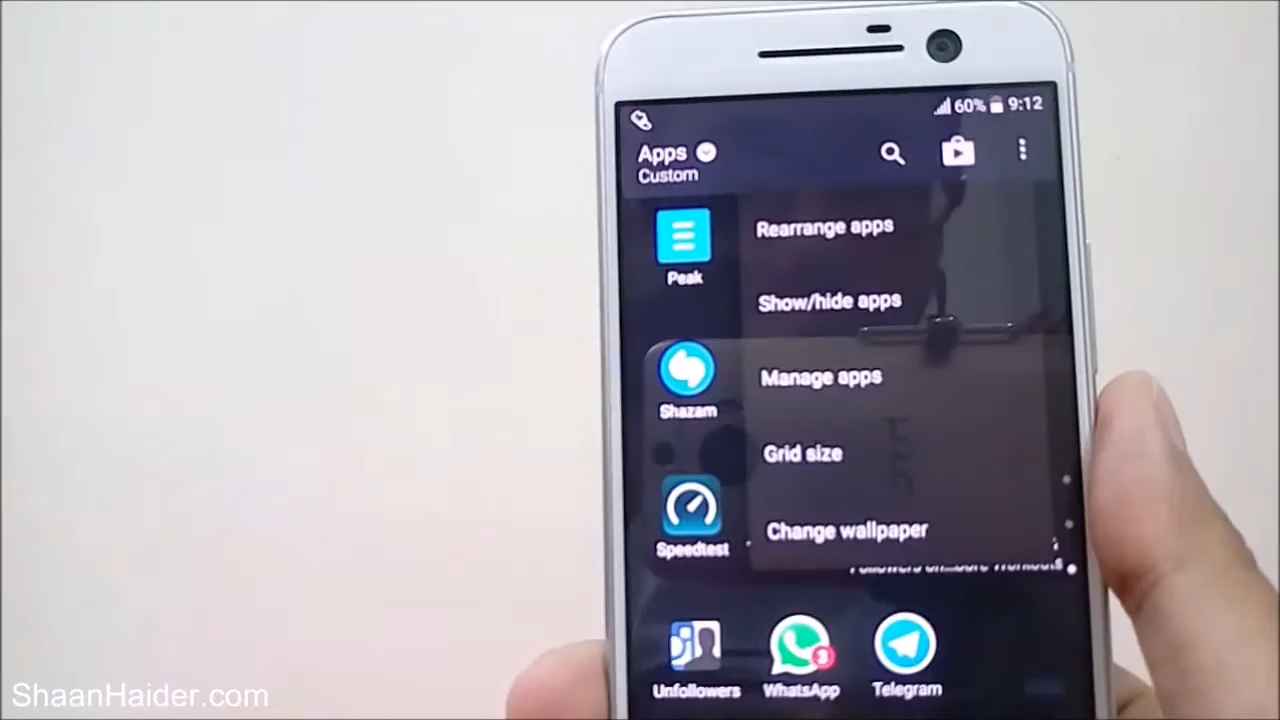 60% 9:12
Apps
Custom
Rearrange apps
Peak
Show/hide apps
Manage apps
Shazam
Grid size
Change wallpaper
Speedtest
Unfollowers WhatsApp Telegram
3
ShaanHaider.com